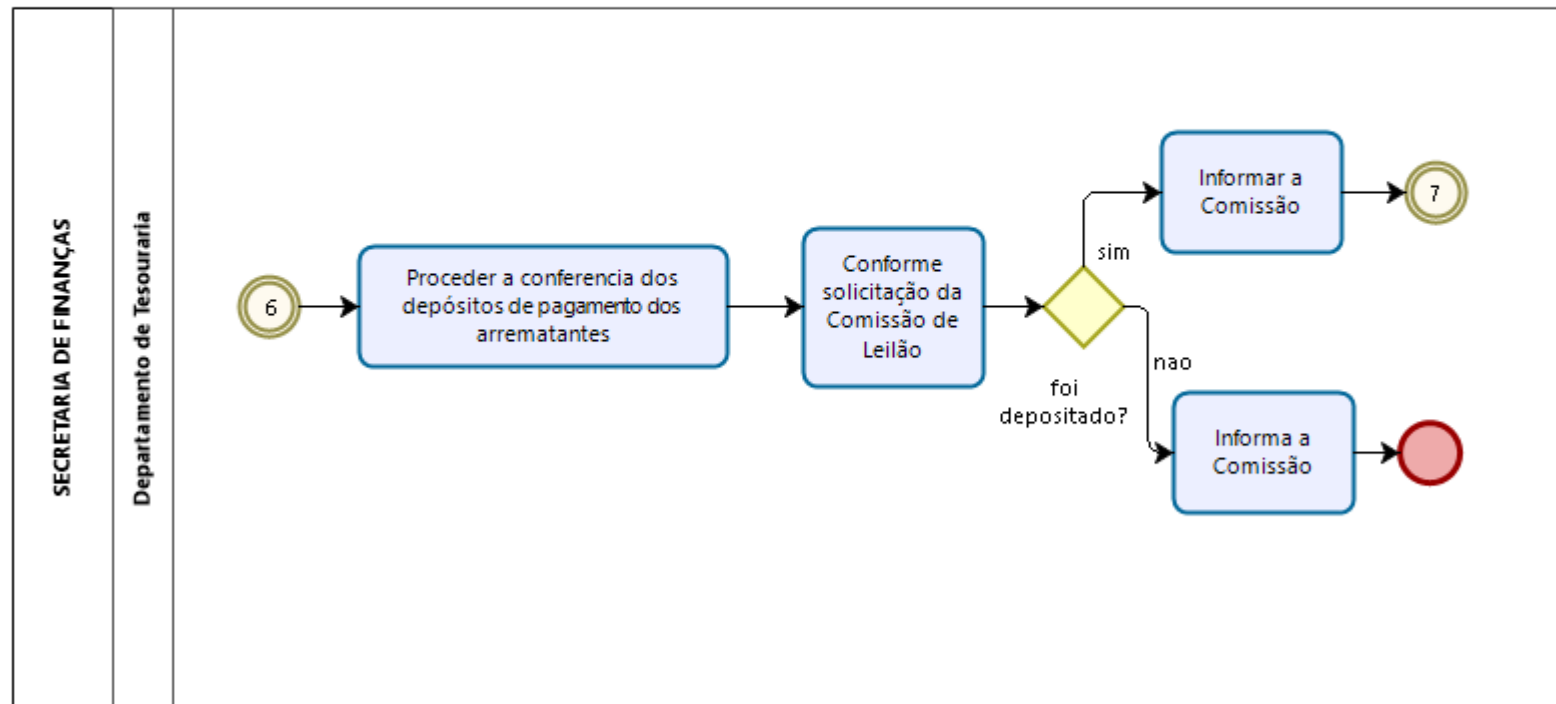 SECRETARIA DE FINANÇAS
Departamento de Tesouraria
6
Proceder a conferencia dos
depósitos de pagamento dos
arrematantes
Conforme
solicitação da
Comissão de
Leilão
foi
depositado?
sim
Informar a
Comissão
7
nao
Informa a
Comissão